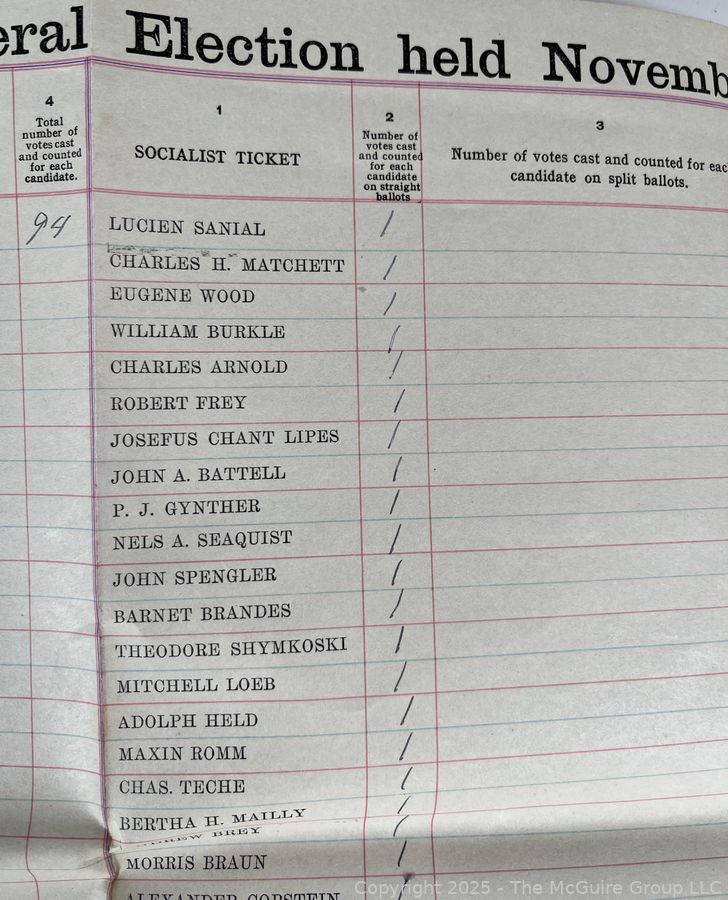 Election held
4
Total
number of
votes cast
and counted
for each
candidate.
1
SOCIALIST TICKET
2
Number of
votes cast
and counted
for each
candidate
on straight
ballots
3
Number of votes cast and counted for
candidate on split ballots.
94
LUCIEN SANIAL /
CHARLES H. MATCHETT /
EUGENE WOOD /
WILLIAM BURKLE /
CHARLES ARNOLD /
ROBERT FREY /
JOSEFUS CHANT LIPES /
JOHN A. BATTELL /
P. J. GYNTHER /
NELS A. SEAQUIST /
JOHN SPENGLER /
BARNET BRANDES /
THEODORE SHYMKOSKI /
MITCHELL LOEB /
ADOLPH HELD /
MAXIN ROMM /
CHAS. TECHE /
BERTHA H. MAILLY /
BREY /
MORRIS BRAUN /
ALEXANDER /
Copyright 2025 - The McGuire Group LLC